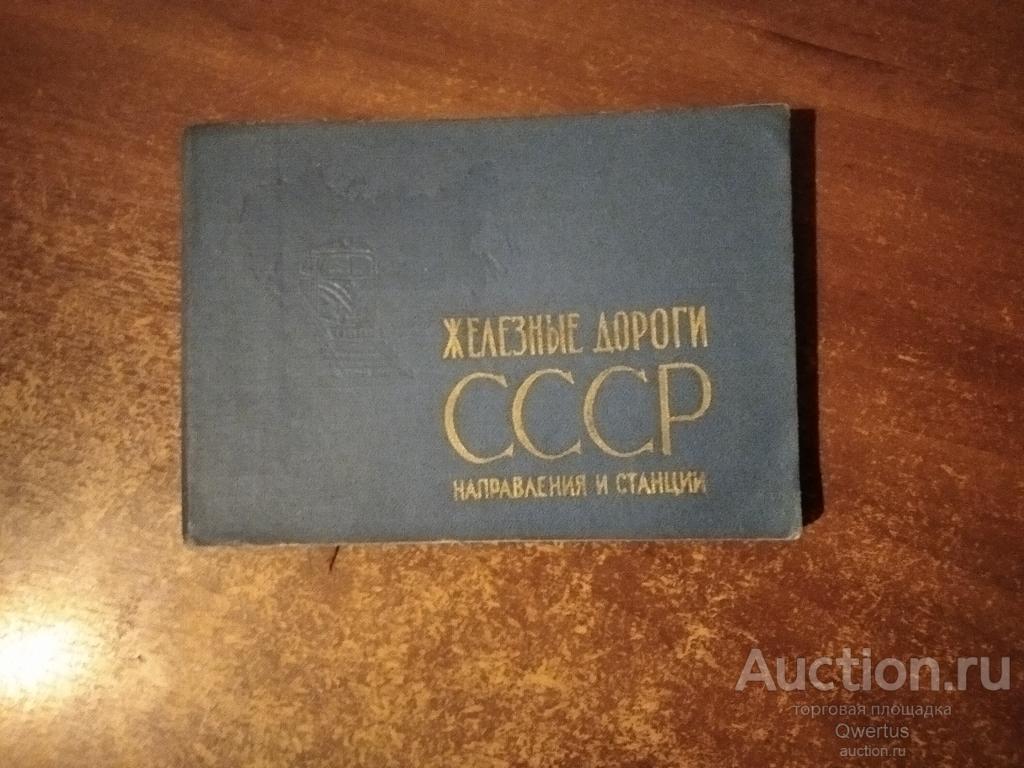 ЖЕЛЕЗНЫЕ ДОРОГИ
СССР
НАПРАВЛЕНИЯ И СТАНЦИИ
Auction.ru
торговая площадка
Qwertus
auction.ru